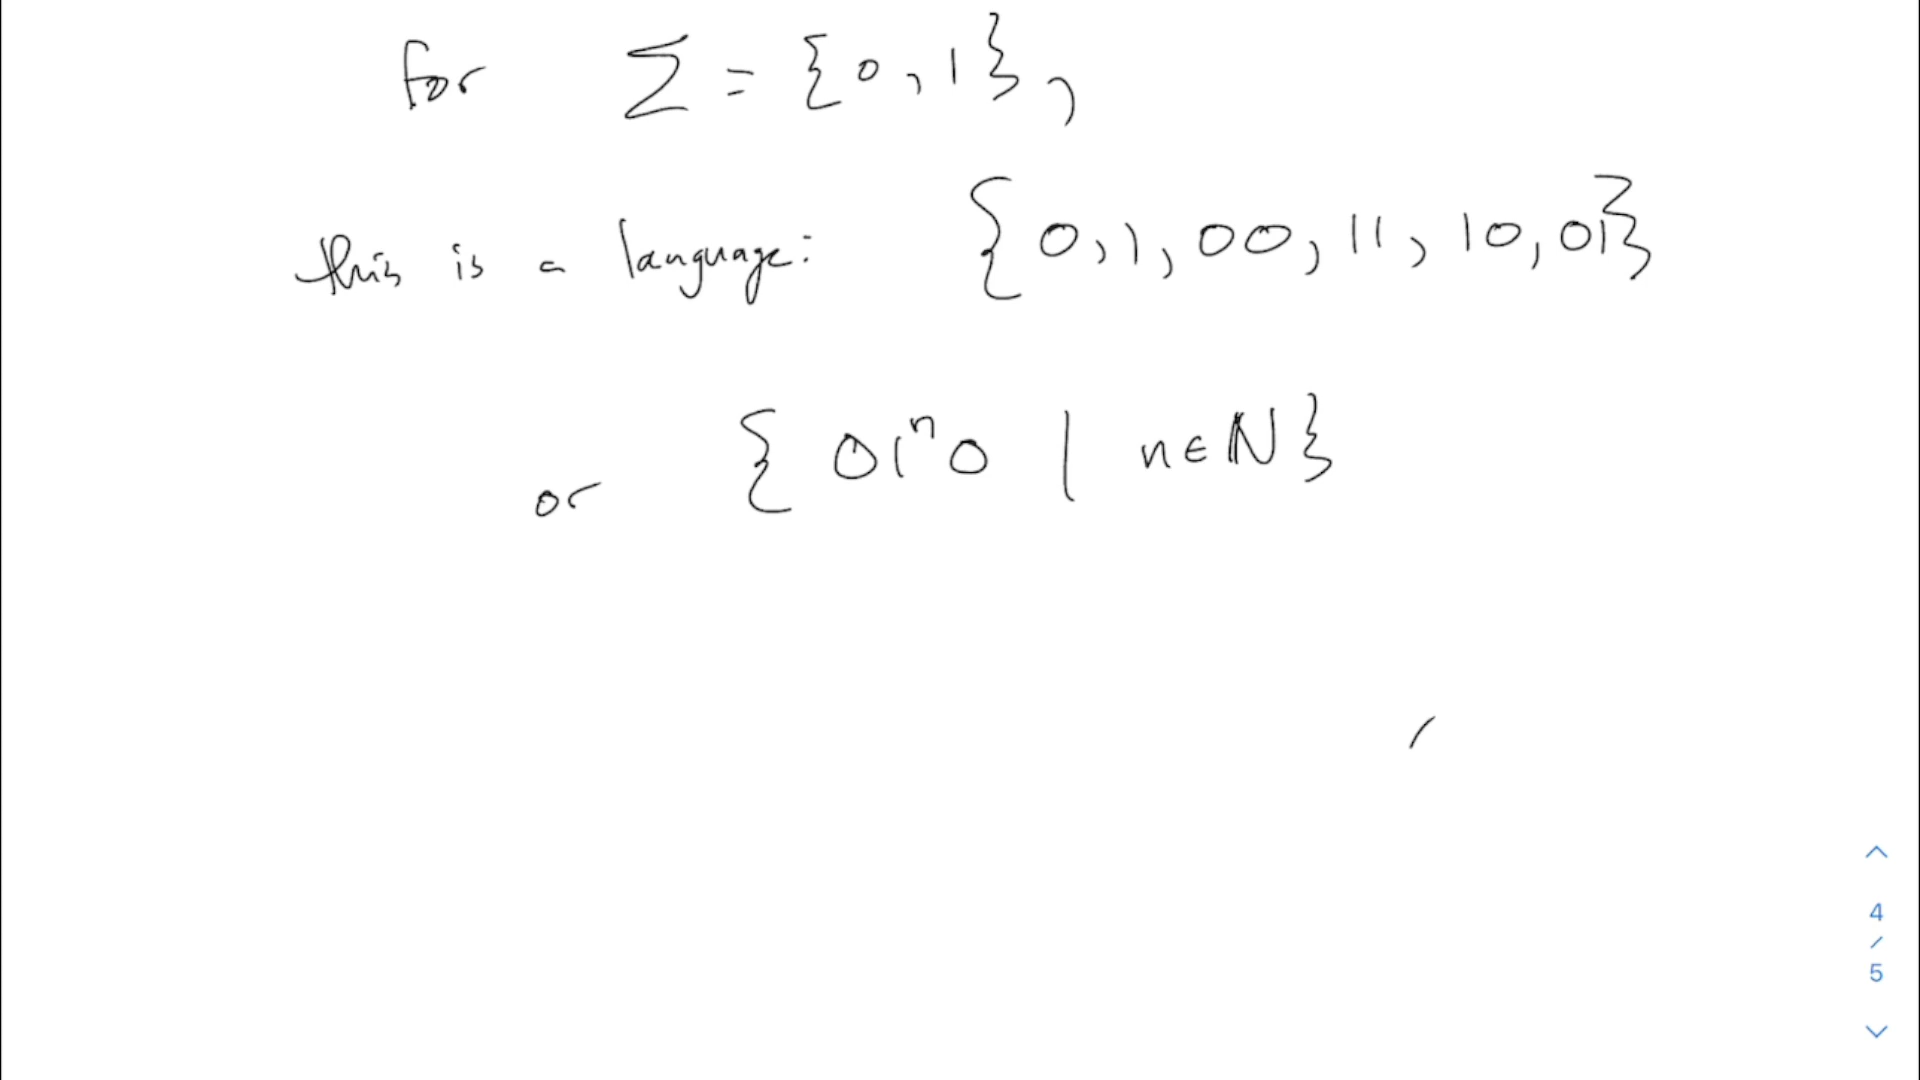 for Σ = {0, 1},
this is a language: {0, 1, 00, 11, 10, 01}
or {01ⁿ0 | n∈ℕ}
4
/
5